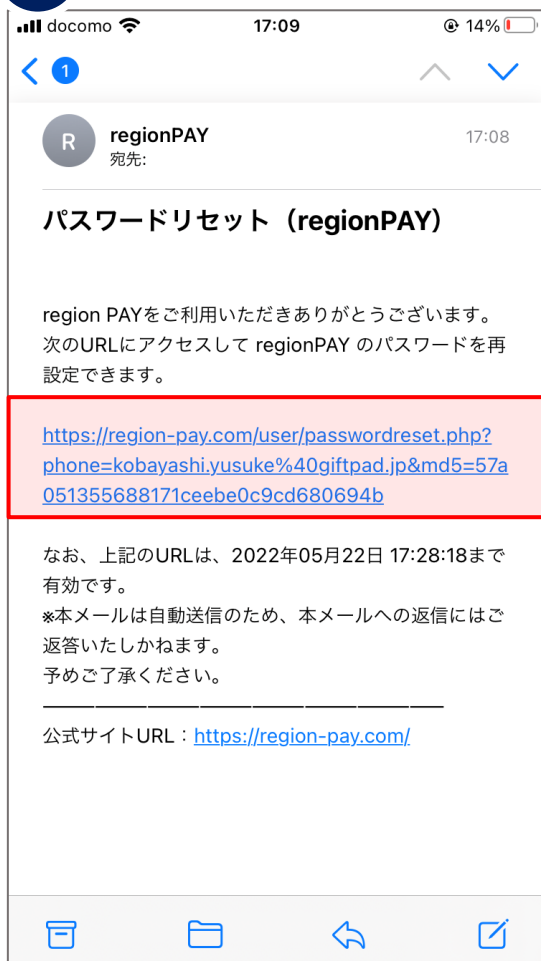 docomo 17:09 14%
1
R regionPAY 17:08
宛先:
パスワードリセット（regionPAY）
region PAYをご利用いただきありがとうございます。
次のURLにアクセスして regionPAY のパスワードを再
設定できます。
https://region-pay.com/user/passwordreset.php?
phone=kobayashi.yusuke%40giftpad.jp&md5=57a
051355688171ceebe0c9cd680694b
なお、上記のURLは、2022年05月22日 17:28:18まで
有効です。
※本メールは自動送信のため、本メールへの返信にはご
返答いたしかねます。
予めご了承ください。
公式サイトURL：https://region-pay.com/